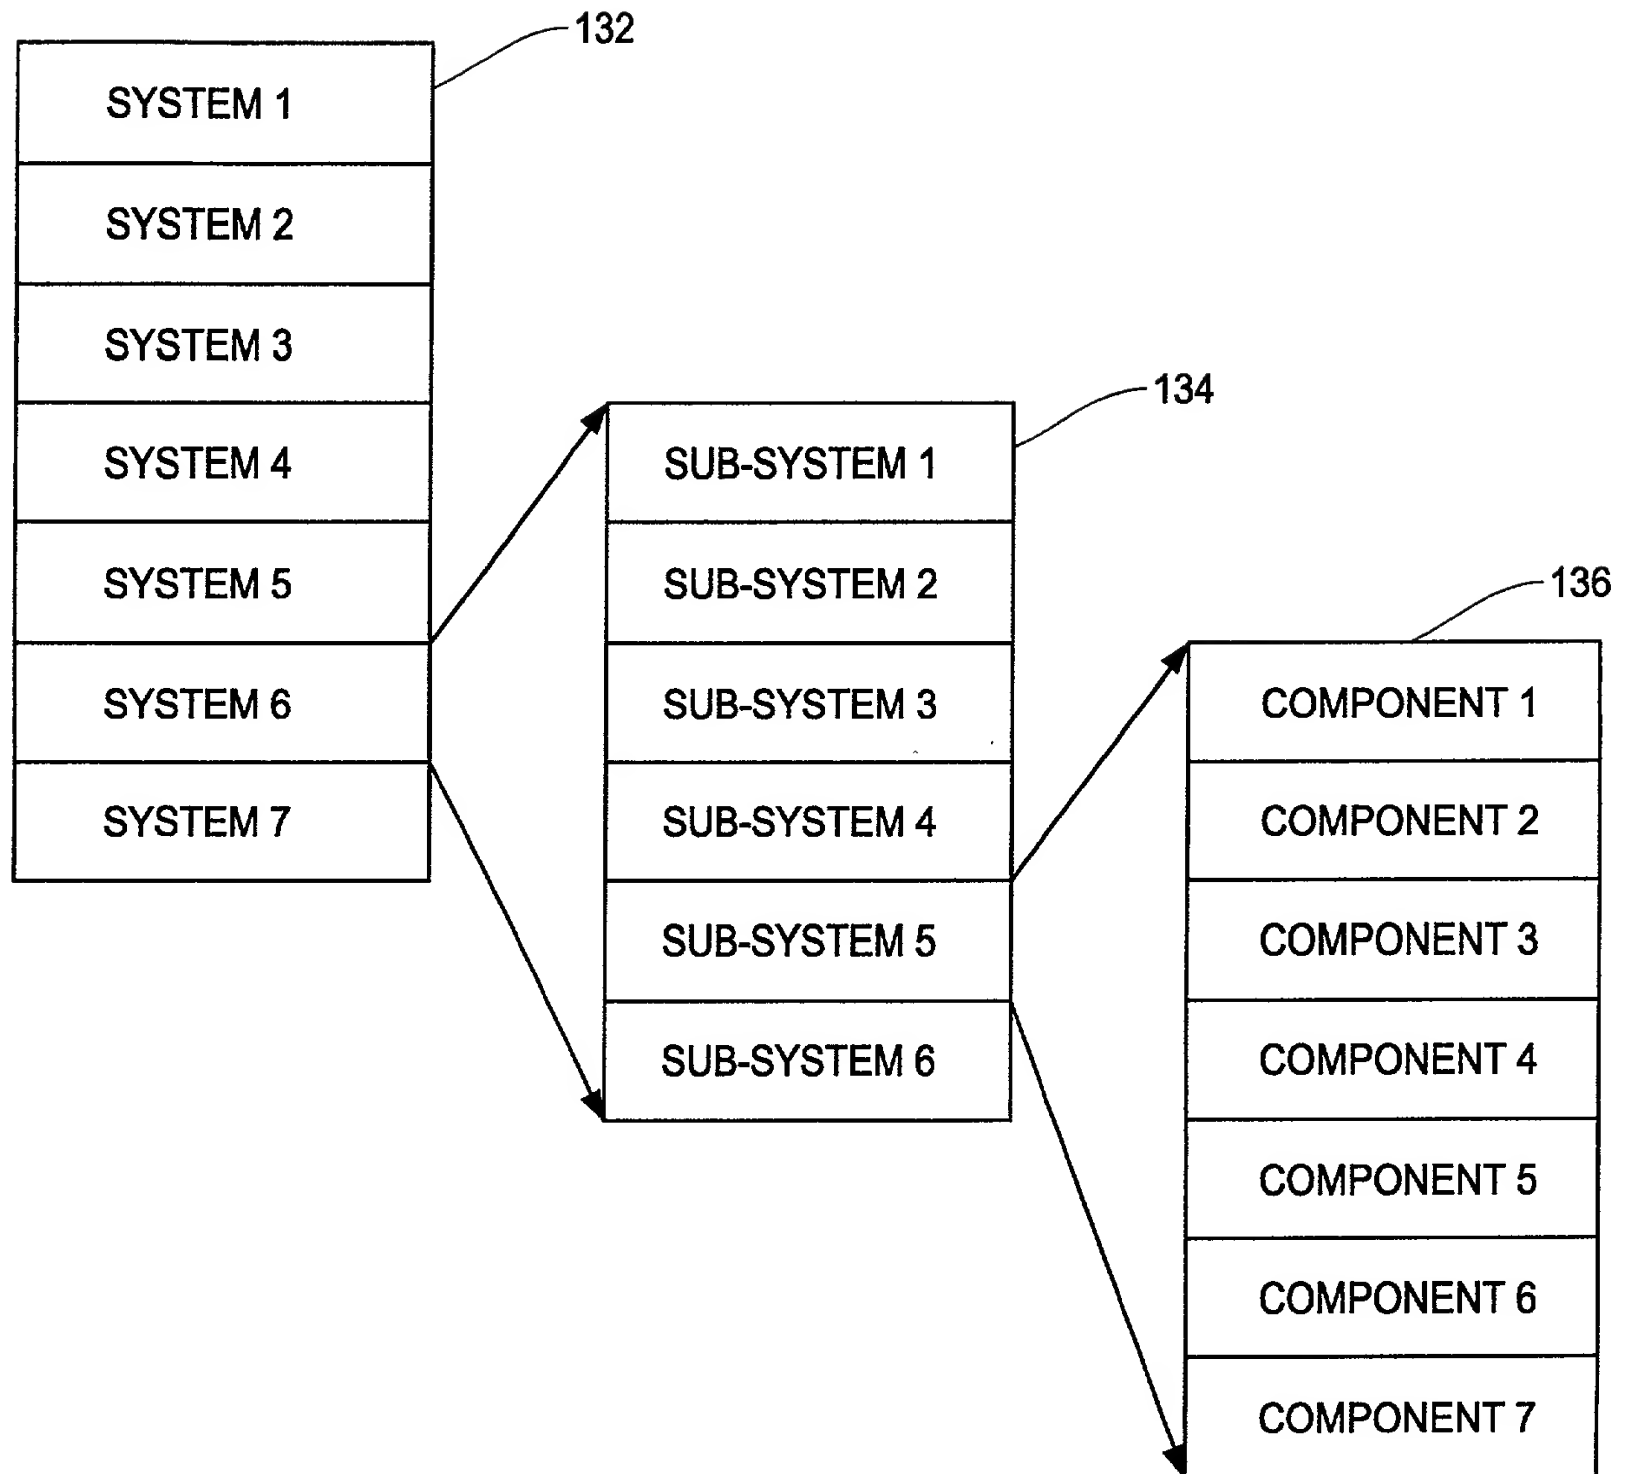 132
SYSTEM 1
SYSTEM 2
SYSTEM 3
SYSTEM 4
SYSTEM 5
SYSTEM 6
SYSTEM 7
134
SUB-SYSTEM 1
SUB-SYSTEM 2
SUB-SYSTEM 3
SUB-SYSTEM 4
SUB-SYSTEM 5
SUB-SYSTEM 6
136
COMPONENT 1
COMPONENT 2
COMPONENT 3
COMPONENT 4
COMPONENT 5
COMPONENT 6
COMPONENT 7